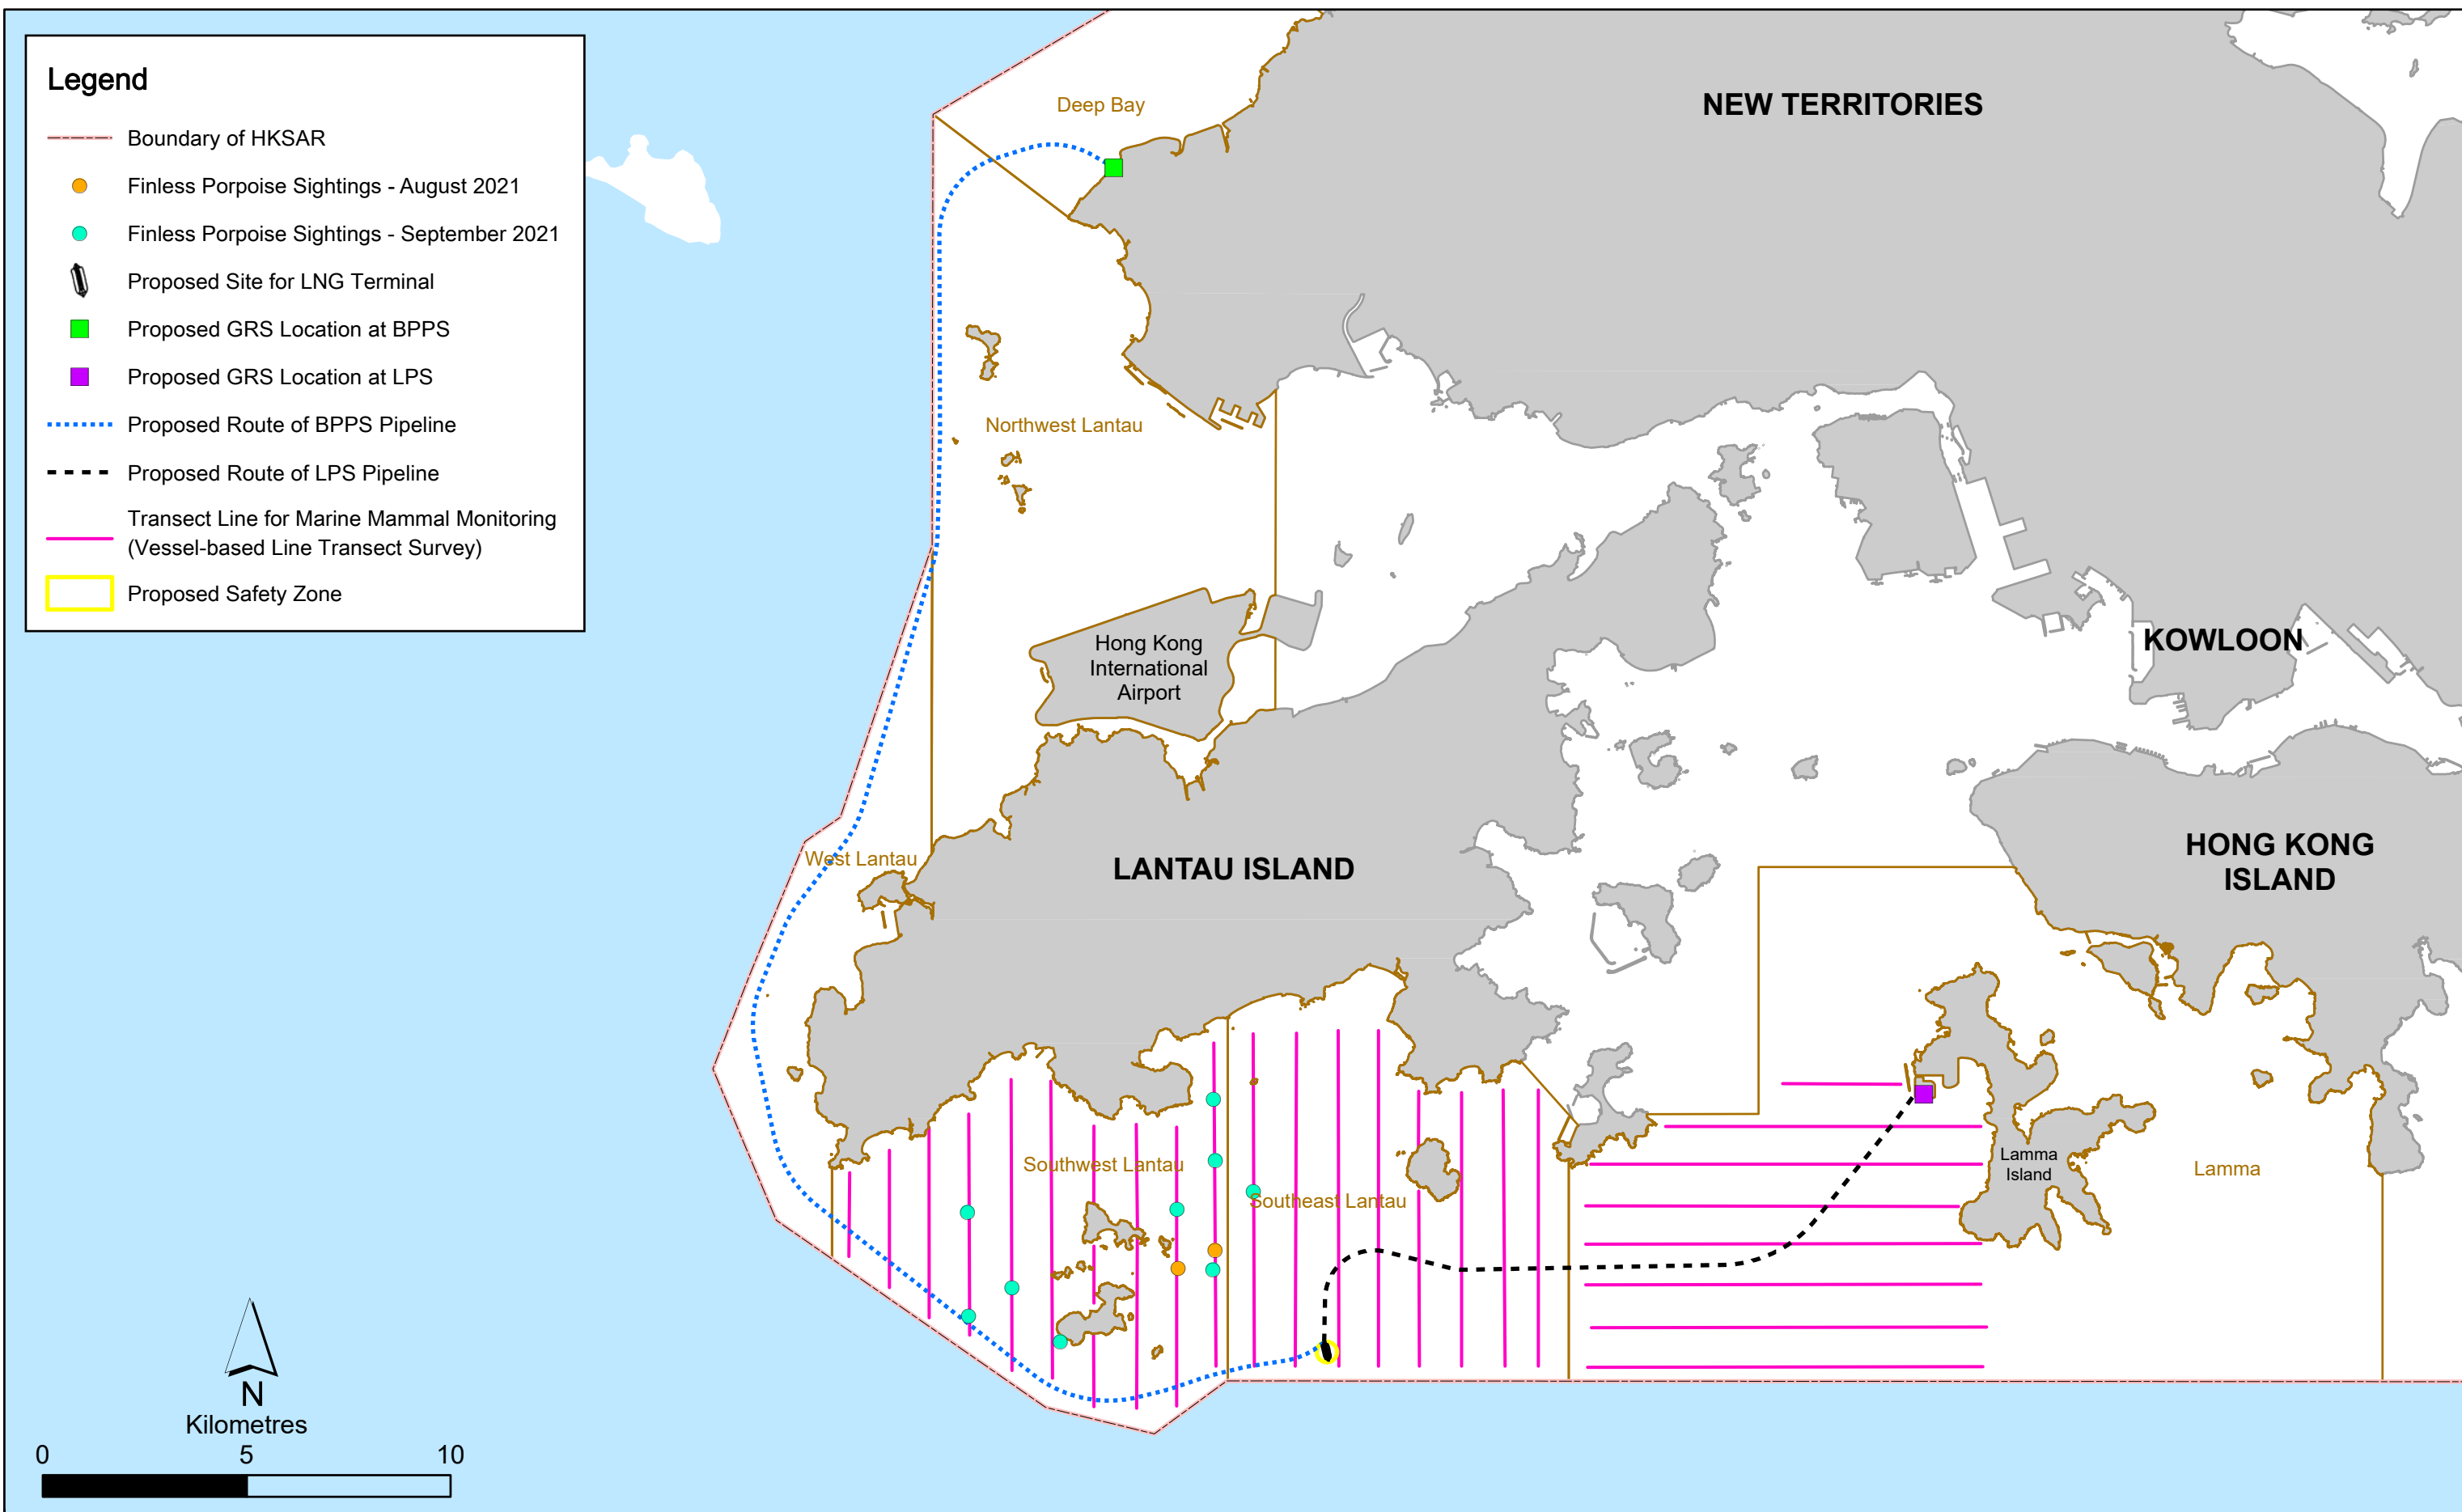 Legend
Boundary of HKSAR
Finless Porpoise Sightings - August 2021
Finless Porpoise Sightings - September 2021
Proposed Site for LNG Terminal
Proposed GRS Location at BPPS
Proposed GRS Location at LPS
Proposed Route of BPPS Pipeline
Proposed Route of LPS Pipeline
Transect Line for Marine Mammal Monitoring
(Vessel-based Line Transect Survey)
Proposed Safety Zone
Deep Bay
NEW TERRITORIES
Northwest Lantau
Hong Kong
International
Airport
KOWLOON
West Lantau
LANTAU ISLAND
HONG KONG
ISLAND
Southwest Lantau
Southeast Lantau
Lamma
Island
Lamma
N
Kilometres
0 5 10